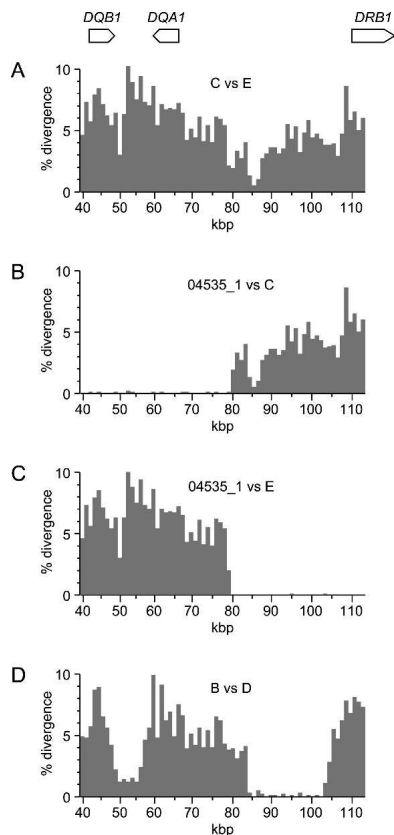 DQB1 DQA1 DRB1
A
C vs E
10
5
0
% divergence
40 50 60 70 80 90 100 110
kbp
B
04535_1 vs C
10
5
0
% divergence
40 50 60 70 80 90 100 110
kbp
C
04535_1 vs E
10
5
0
% divergence
40 50 60 70 80 90 100 110
kbp
D
B vs D
10
5
0
% divergence
40 50 60 70 80 90 100 110
kbp